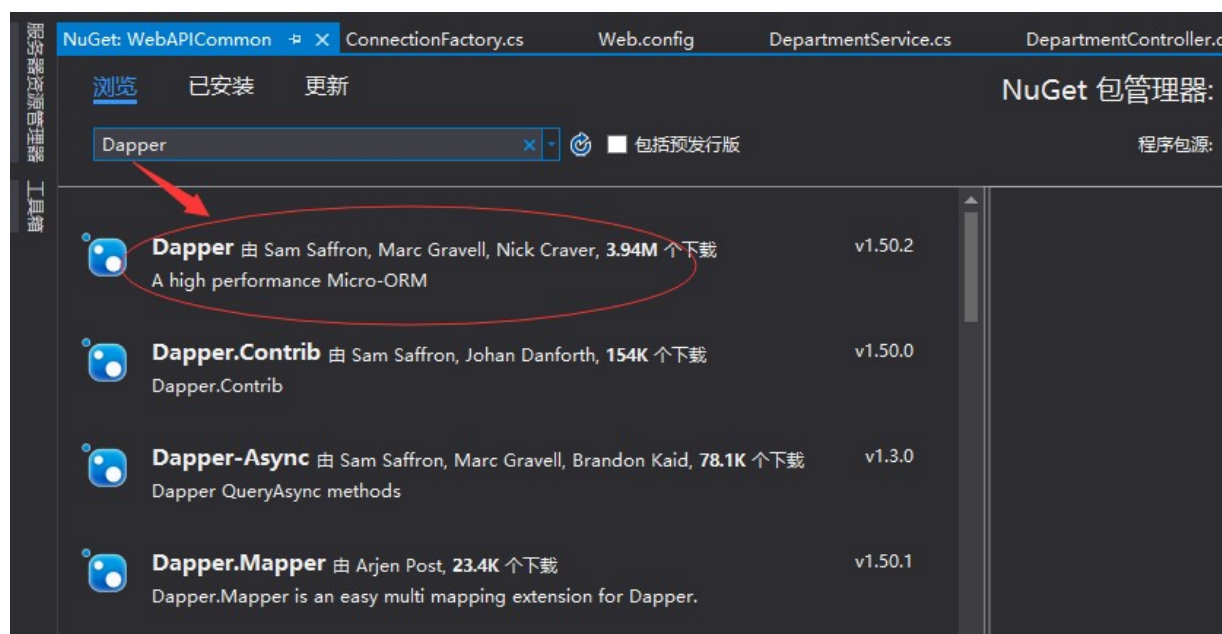 服务器资源管理器
工具箱
NuGet: WebAPICommon ConnectionFactory.cs Web.config DepartmentService.cs DepartmentController.c
浏览 已安装 更新
NuGet 包管理器:
Dapper
包括预发行版
程序包源:
Dapper 由 Sam Saffron, Marc Gravell, Nick Craver, 3.94M 个下载 v1.50.2
A high performance Micro-ORM
Dapper.Contrib 由 Sam Saffron, Johan Danforth, 154K 个下载 v1.50.0
Dapper.Contrib
Dapper-Async 由 Sam Saffron, Marc Gravell, Brandon Kaid, 78.1K 个下载 v1.3.0
Dapper QueryAsync methods
Dapper.Mapper 由 Arjen Post, 23.4K 个下载 v1.50.1
Dapper.Mapper is an easy multi mapping extension for Dapper.